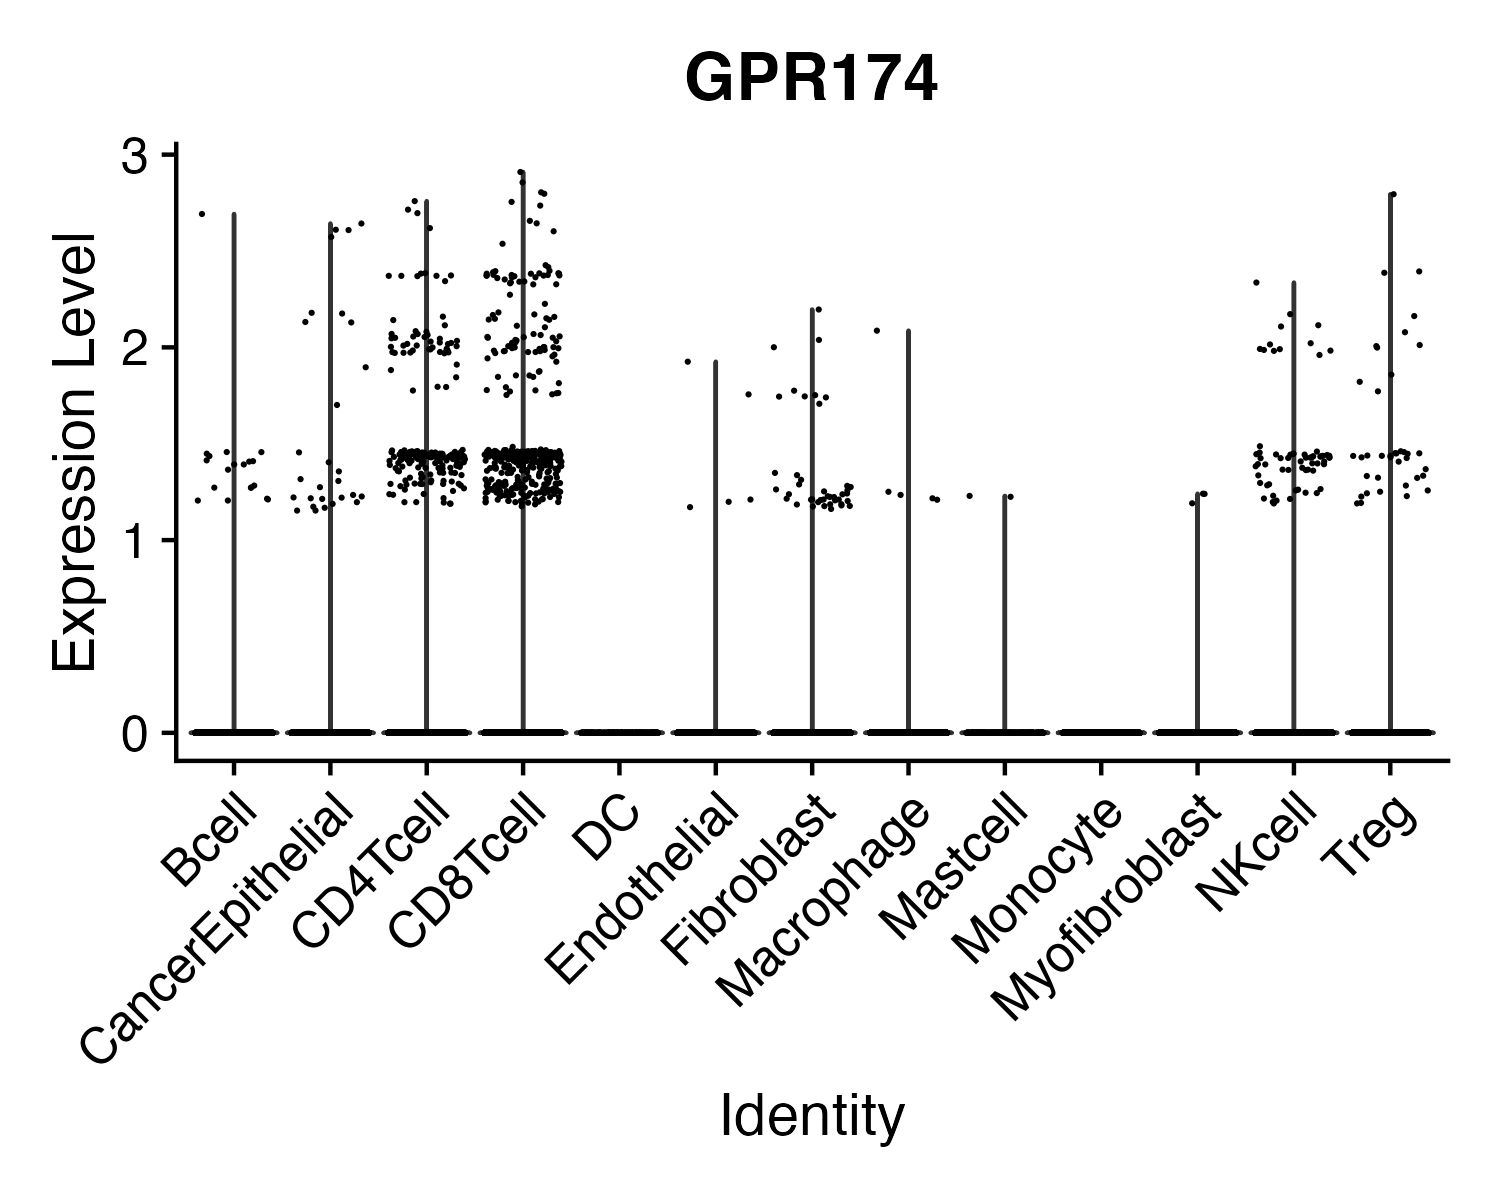 GPR174
Expression Level
3
2
1
0
Bcell
CancerEpithelial
CD4Tcell
CD8Tcell
DC
Endothelial
Fibroblast
Macrophage
Mastcell
Monocyte
Myofibroblast
NKcell
Treg
Identity